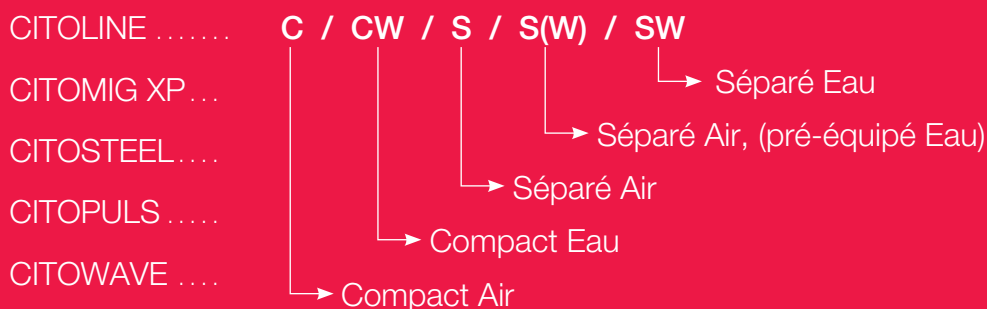 CITOLINE ....... C / CW / S / S(W) / SW
Séparé Eau
CITOMIG XP...
Séparé Air, (pré-équipé Eau)
CITOSTEEL....
Séparé Air
CITOPULS .....
Compact Eau
CITOWAVE ....
Compact Air